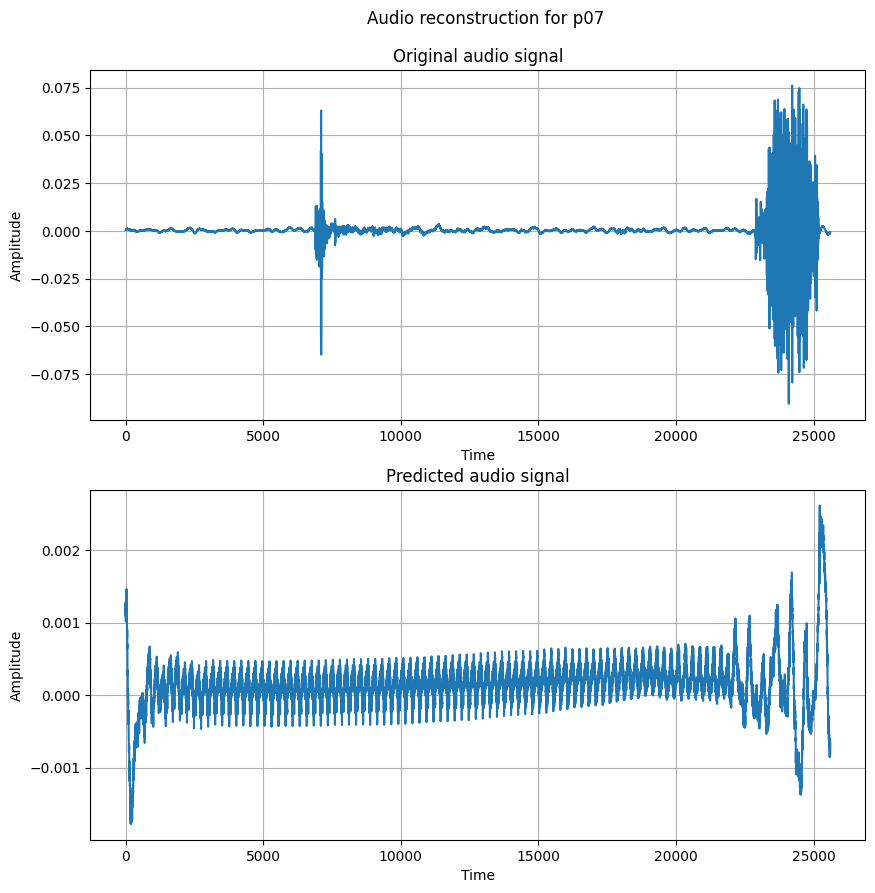 Audio reconstruction for p07
Original audio signal
0.075
0.050
0.025
0.000
−0.025
−0.050
−0.075
Amplitude
0 5000 10000 15000 20000 25000
Time
Predicted audio signal
0.002
0.001
0.000
−0.001
Amplitude
0 5000 10000 15000 20000 25000
Time